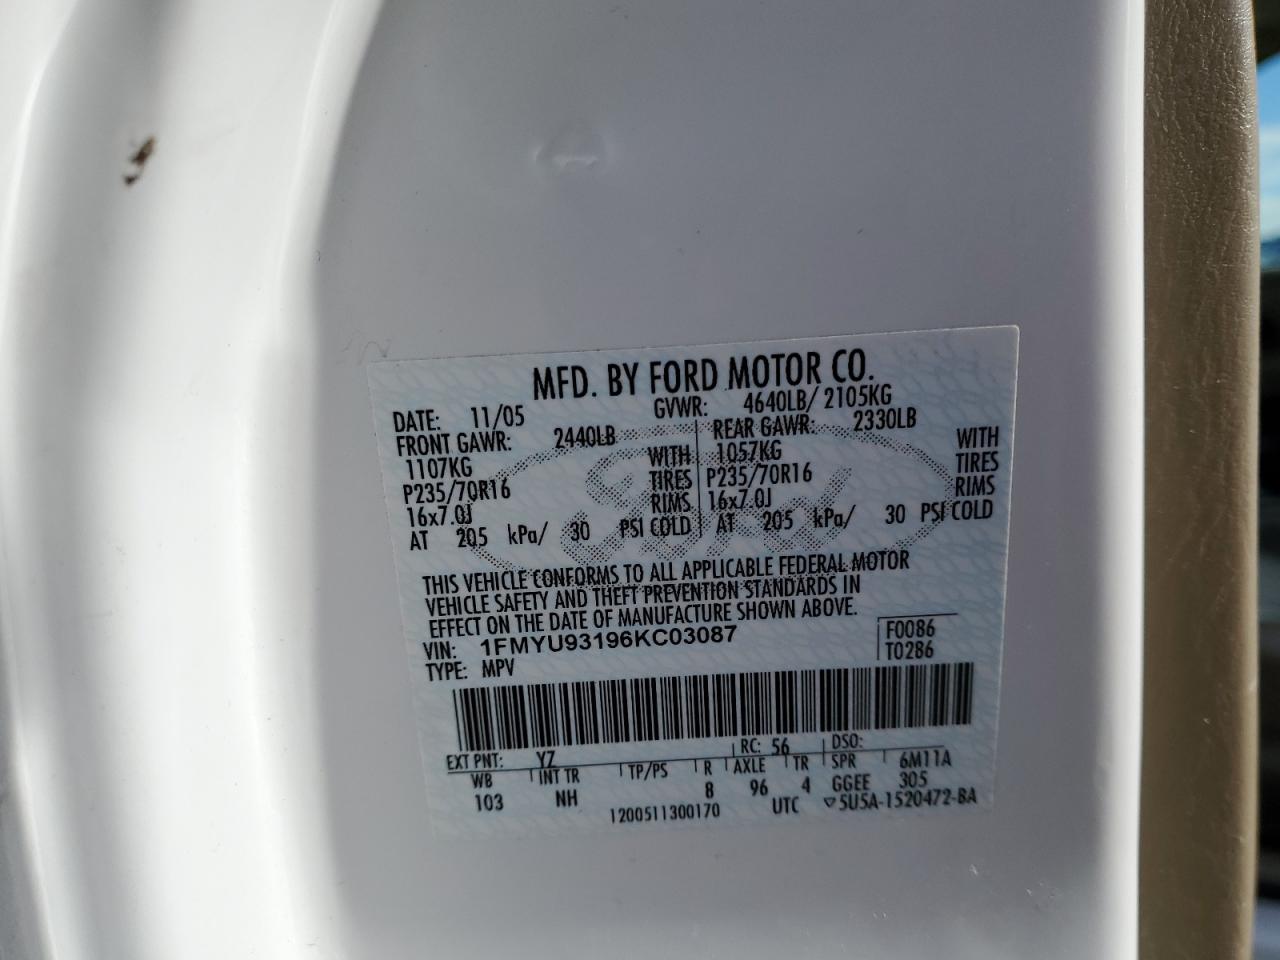 MFD. BY FORD MOTOR CO.
DATE: 11/05 GVWR: 4640LB/ 2105KG
FRONT GAWR: 2440LB REAR GAWR: 2330LB
1107KG WITH 1057KG WITH
P235/70R16 TIRES P235/70R16 TIRES
16x7.0J RIMS 16x7.0J RIMS
AT 205 kPa/ 30 PSI COLD AT 205 kPa/ 30 PSI COLD
Ford
THIS VEHICLE CONFORMS TO ALL APPLICABLE FEDERAL MOTOR
VEHICLE SAFETY AND THEFT PREVENTION STANDARDS IN
EFFECT ON THE DATE OF MANUFACTURE SHOWN ABOVE.
VIN: 1FMYU93196KC03087 F0086
TYPE: MPV T0286
EXT PNT: YZ RC: 56 DSO:
WB INT TR TP/PS R AXLE TR SPR 6M11A
103 NH 8 96 4 GGEE 305
1200511300170 UTC ▽5U5A-1520472-BA